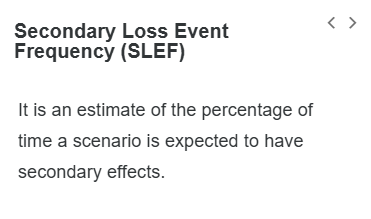 Secondary Loss Event
Frequency (SLEF)
It is an estimate of the percentage of
time a scenario is expected to have
secondary effects.